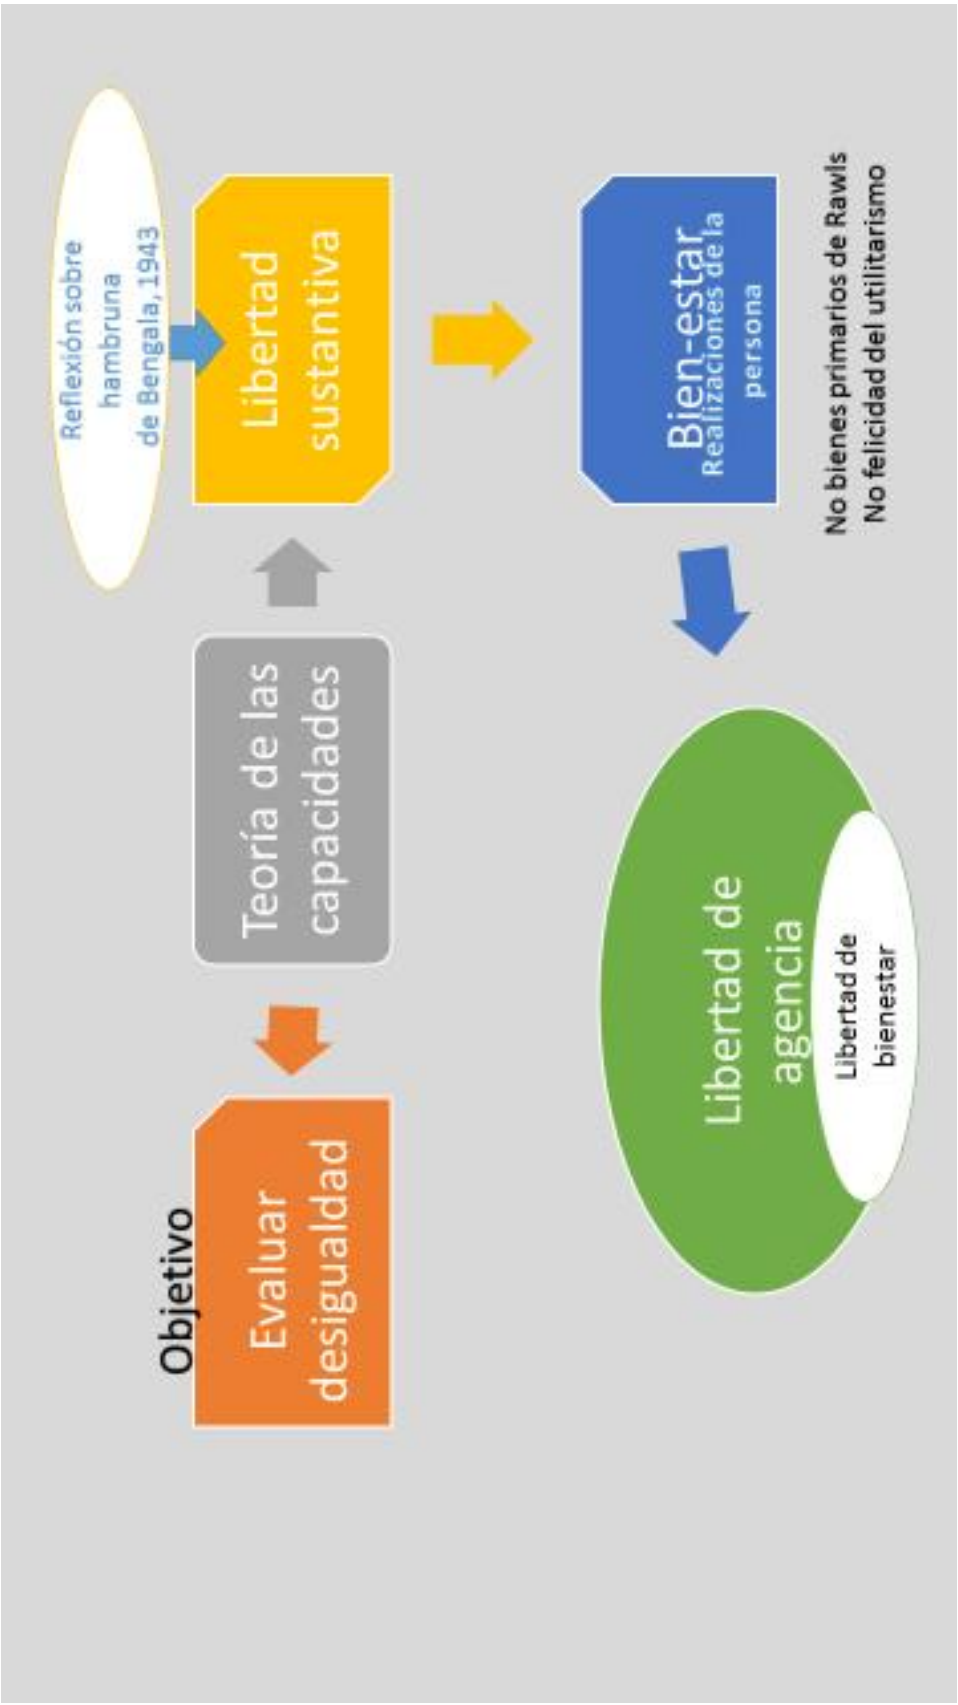 Objetivo
Evaluar
desigualdad
Teoría de las
capacidades
Reflexión sobre
hambruna
de Bengala, 1943
Libertad
sustantiva
Bien-estar
Realizaciones de la
persona
No bienes primarios de Rawls
No felicidad del utilitarismo
Libertad de
agencia
Libertad de
bienestar